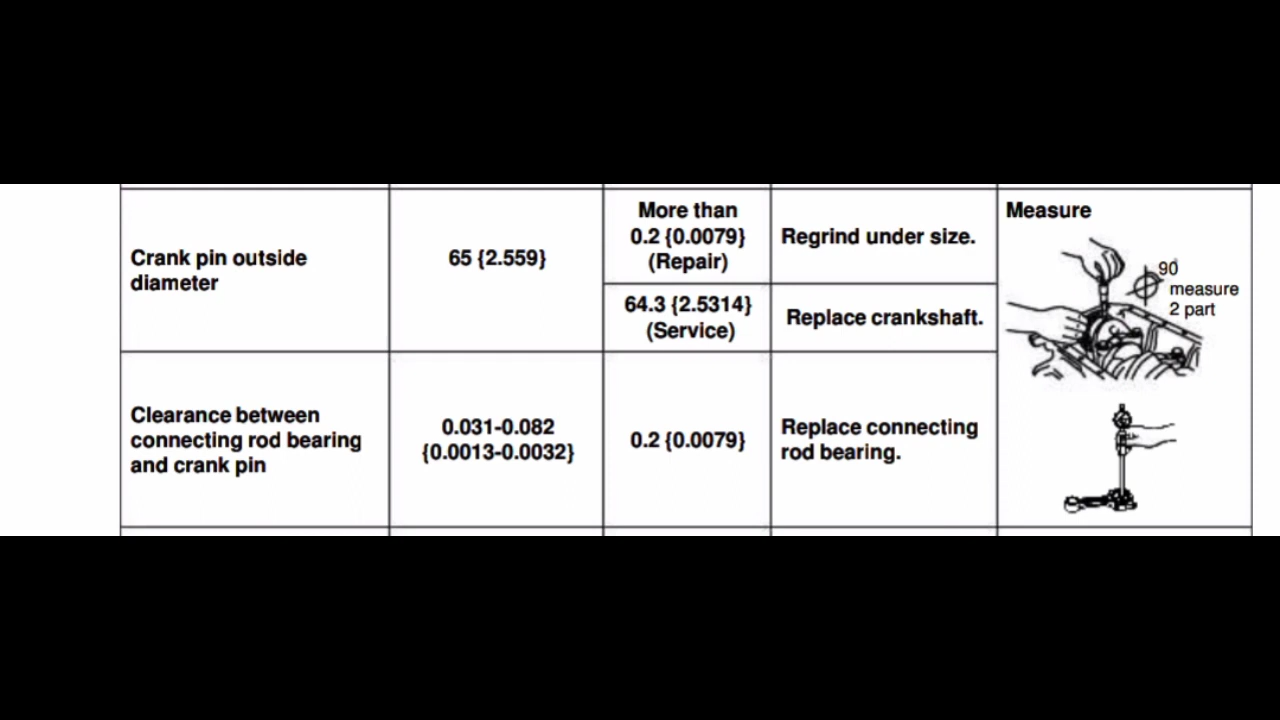 Crank pin outside
diameter
65 {2.559}
More than
0.2 {0.0079}
(Repair)
Regrind under size.
64.3 {2.5314}
(Service)
Replace crankshaft.
Measure
90
measure
2 part
Clearance between
connecting rod bearing
and crank pin
0.031-0.082
{0.0013-0.0032}
0.2 {0.0079}
Replace connecting
rod bearing.